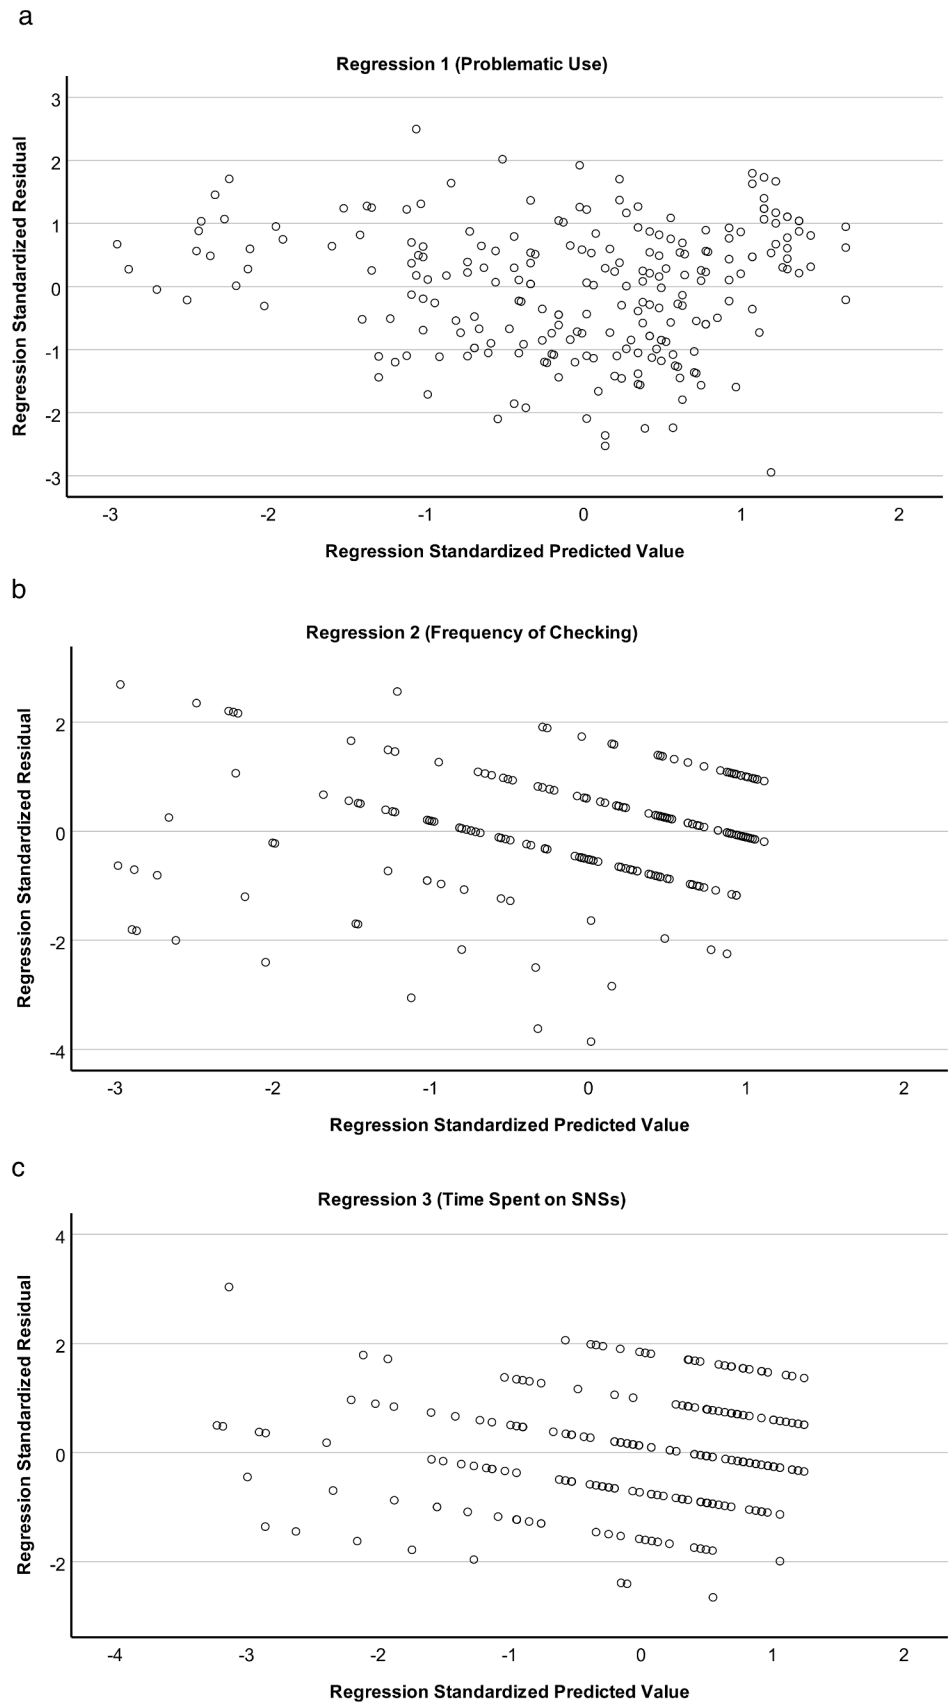 a
Regression 1 (Problematic Use)
Regression Standardized Residual
3
2
1
0
-1
-2
-3
-3 -2 -1 0 1 2
Regression Standardized Predicted Value
b
Regression 2 (Frequency of Checking)
Regression Standardized Residual
2
0
-2
-4
-3 -2 -1 0 1 2
Regression Standardized Predicted Value
c
Regression 3 (Time Spent on SNSs)
Regression Standardized Residual
4
2
0
-2
-4 -3 -2 -1 0 1 2
Regression Standardized Predicted Value